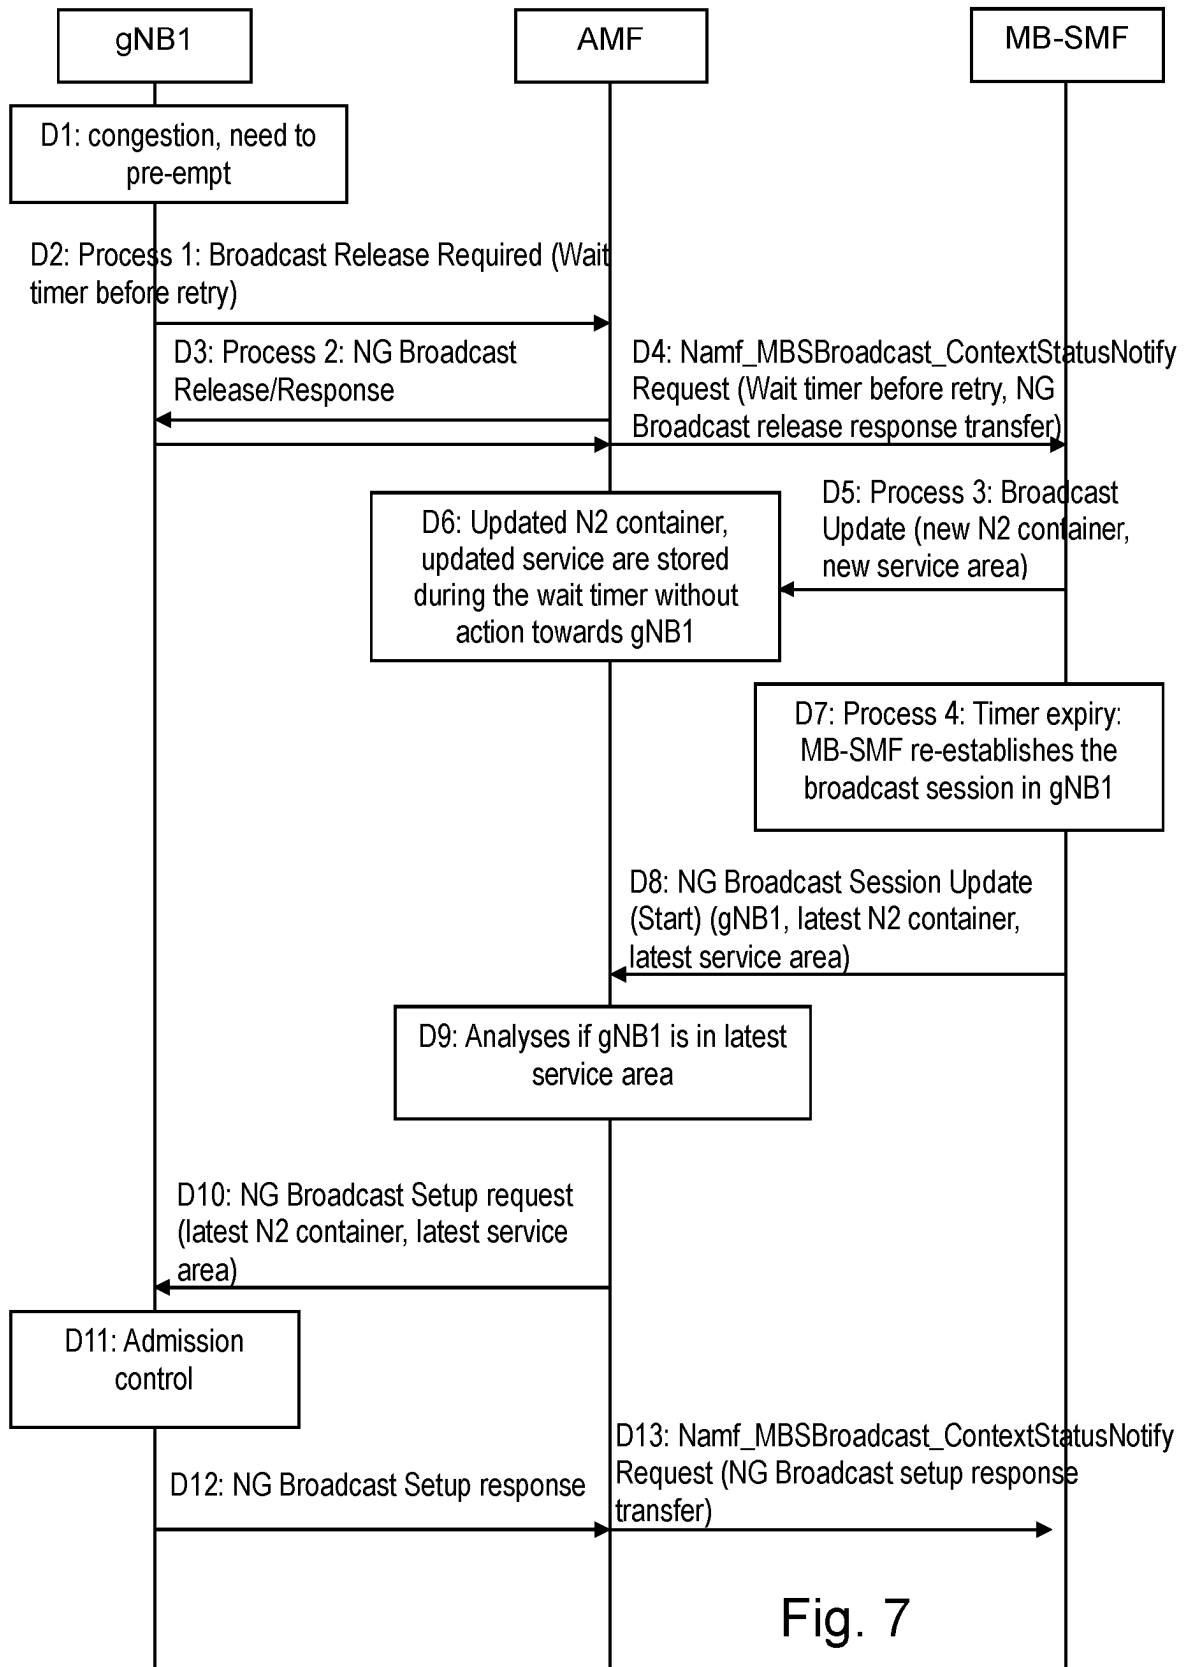 gNB1
AMF
MB-SMF
D1: congestion, need to
pre-empt
D2: Process 1: Broadcast Release Required (Wait
timer before retry)
D3: Process 2: NG Broadcast
Release/Response
D4: Namf_MBSBroadcast_ContextStatusNotify
Request (Wait timer before retry, NG
Broadcast release response transfer)
D5: Process 3: Broadcast
Update (new N2 container,
new service area)
D6: Updated N2 container,
updated service are stored
during the wait timer without
action towards gNB1
D7: Process 4: Timer expiry:
MB-SMF re-establishes the
broadcast session in gNB1
D8: NG Broadcast Session Update
(Start) (gNB1, latest N2 container,
latest service area)
D9: Analyses if gNB1 is in latest
service area
D10: NG Broadcast Setup request
(latest N2 container, latest service
area)
D11: Admission
control
D12: NG Broadcast Setup response
D13: Namf_MBSBroadcast_ContextStatusNotify
Request (NG Broadcast setup response
transfer)
Fig. 7